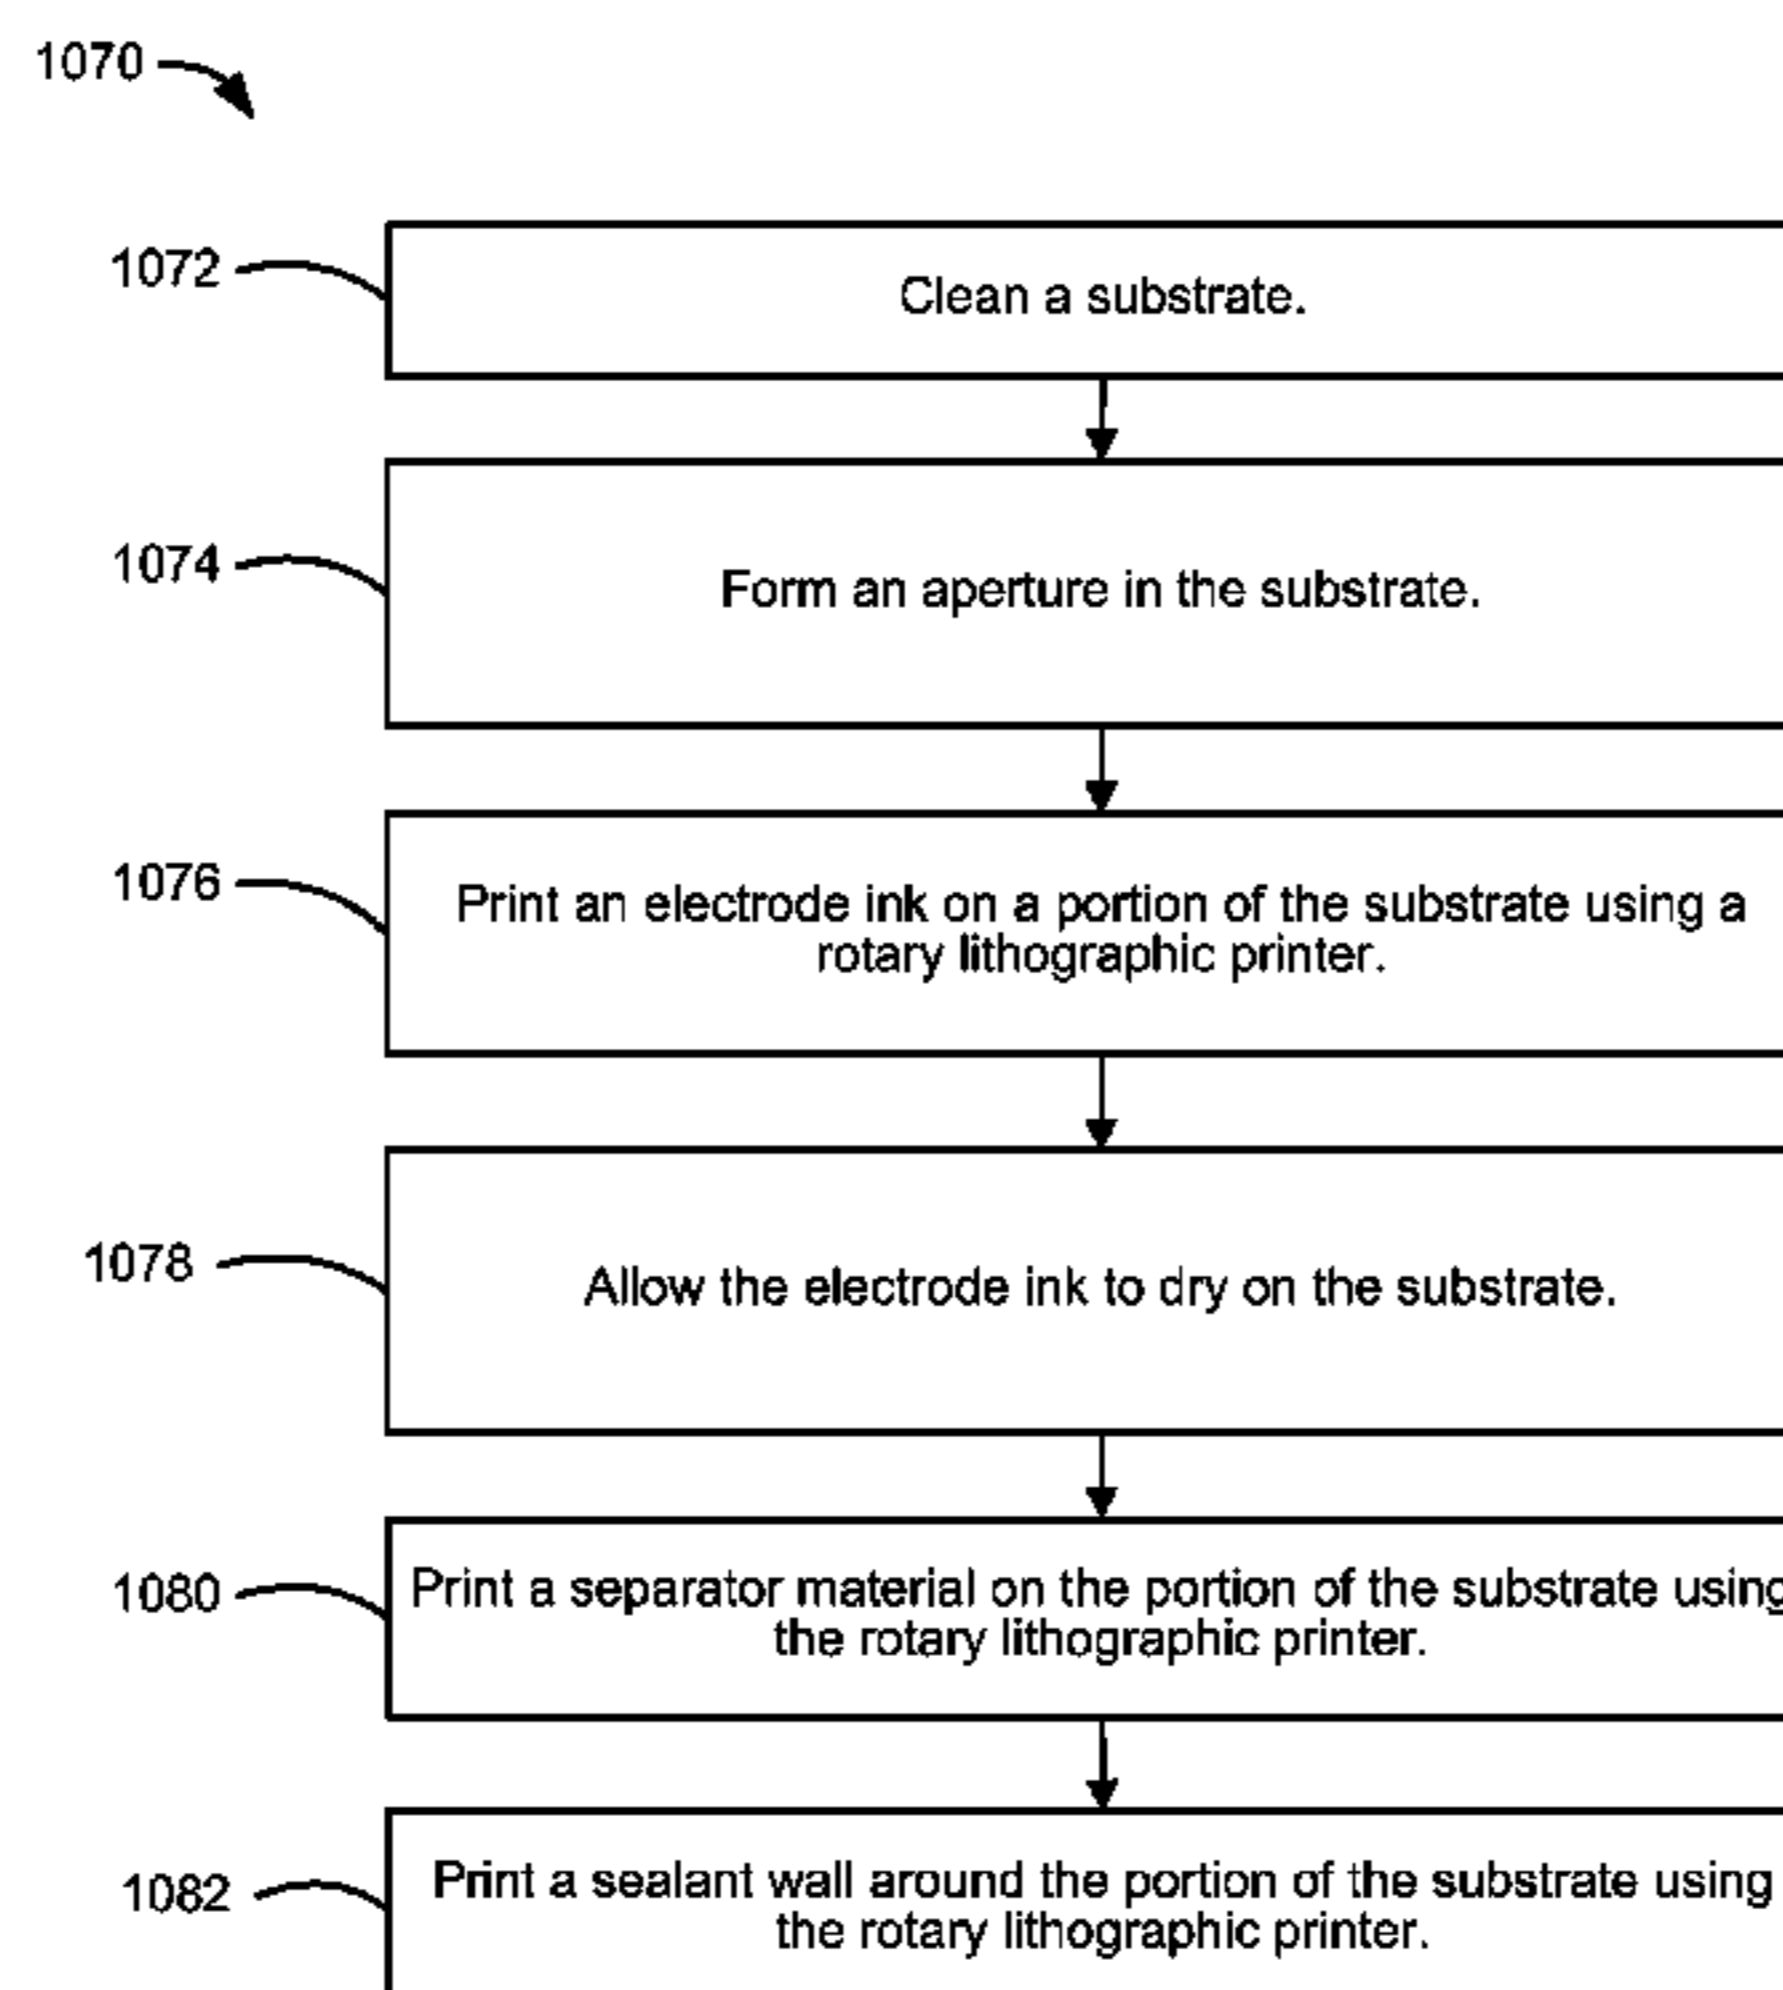 1070
1072
Clean a substrate.
1074
Form an aperture in the substrate.
1076
Print an electrode ink on a portion of the substrate using a
rotary lithographic printer.
1078
Allow the electrode ink to dry on the substrate.
1080
Print a separator material on the portion of the substrate using
the rotary lithographic printer.
1082
Print a sealant wall around the portion of the substrate using
the rotary lithographic printer.